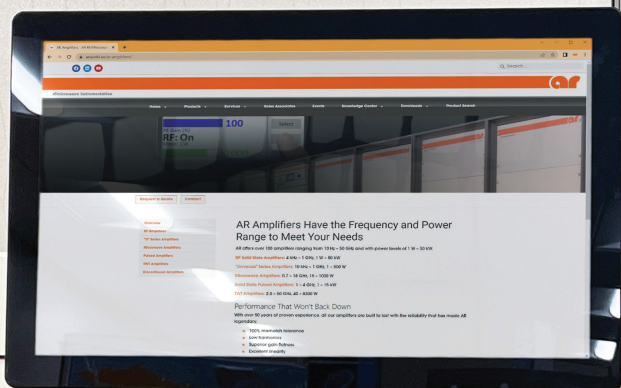 AR Amplifiers - AR RF/Microwave
Search...
ar
rf/microwave instrumentation
Home Products Services Sales Associates Events Knowledge Center Downloads Product Search
100
Select
RF Gain (%)
RF: On
Request a Quote Contact
Overview
RF Amplifiers
"U" Series Amplifiers
Microwave Amplifiers
Pulsed Amplifiers
TWT Amplifiers
Discontinued Amplifiers
AR Amplifiers Have the Frequency and Power
Range to Meet Your Needs
AR offers over 100 amplifiers ranging from 10 Hz – 50 GHz and with power levels of 1 W – 50 kW
RF Solid State Amplifiers: 4 kHz – 1 GHz, 1 W – 50 kW
"Universal" Series Amplifiers: 10 kHz – 1 GHz, 1 – 500 W
Microwave Amplifiers: 0.7 – 18 GHz,
Solid State Pulsed Amplifiers: 1 – 4 GHz, 1 – 15 kW
TWT Amplifiers: 2.0 – 50 GHz, 40 –
Performance That Won't Back Down
With over 50 years of proven experience, all our amplifiers are built to last with the reliability that has made AR
legendary.
100% mismatch tolerance
Low harmonics
Superior gain flatness
Excellent linearity